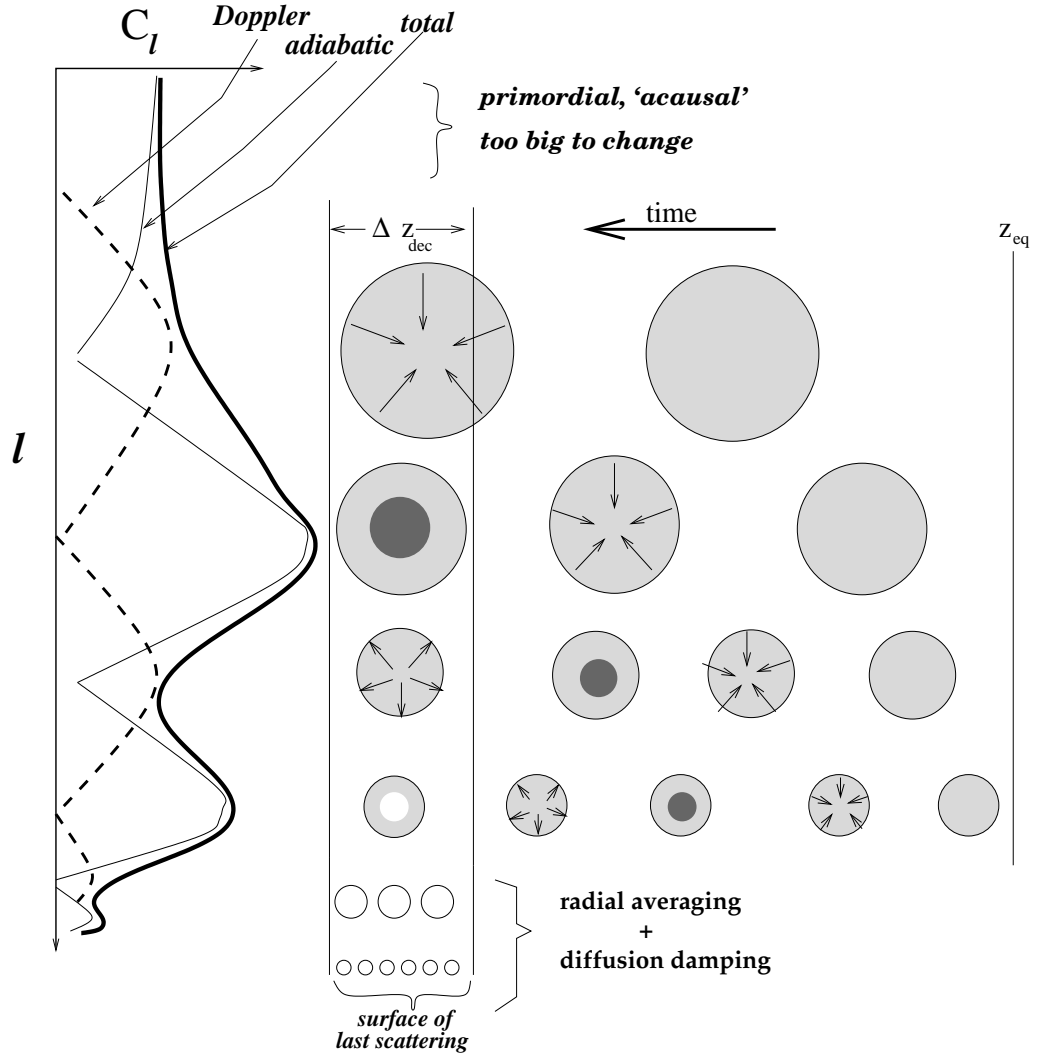 C_l
Doppler
adiabatic
total
primordial, ‘acausal’
too big to change
Δ z_dec
time
z_eq
l
radial averaging
+
diffusion damping
surface of
last scattering